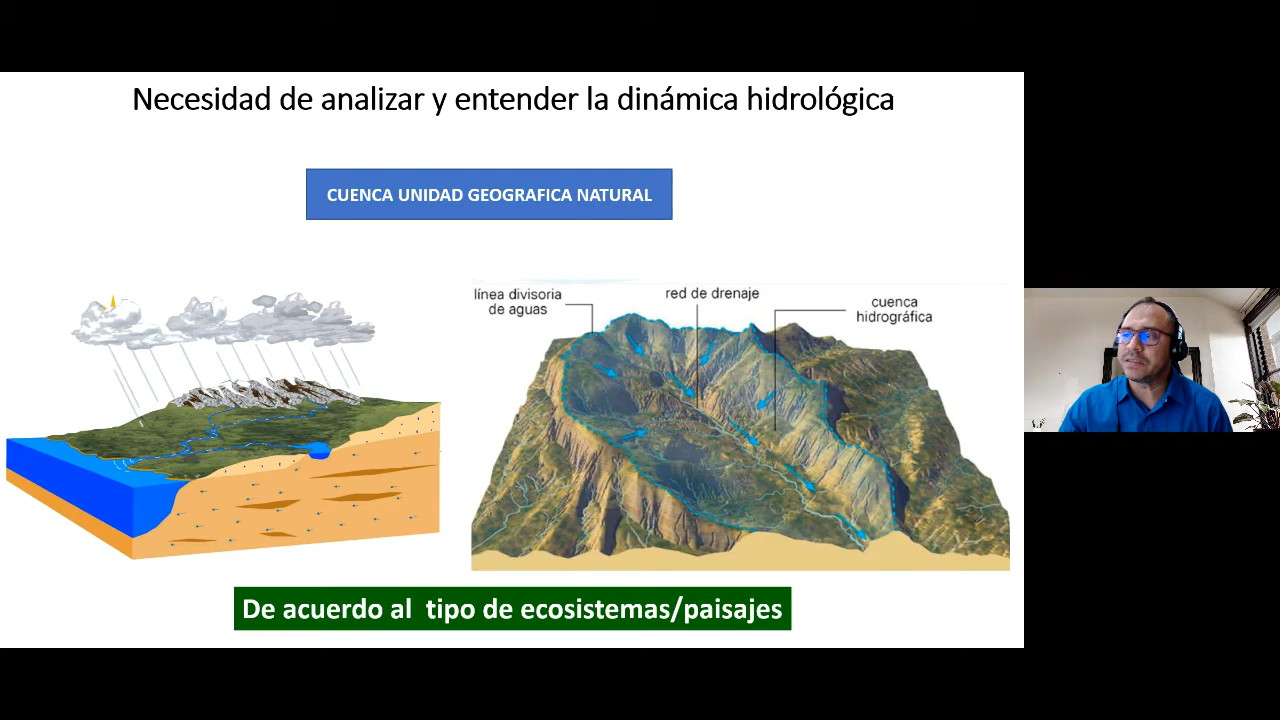 Necesidad de analizar y entender la dinámica hidrológica
CUENCA UNIDAD GEOGRAFICA NATURAL
línea divisoria
de aguas
red de drenaje
cuenca
hidrográfica
De acuerdo al tipo de ecosistemas/paisajes